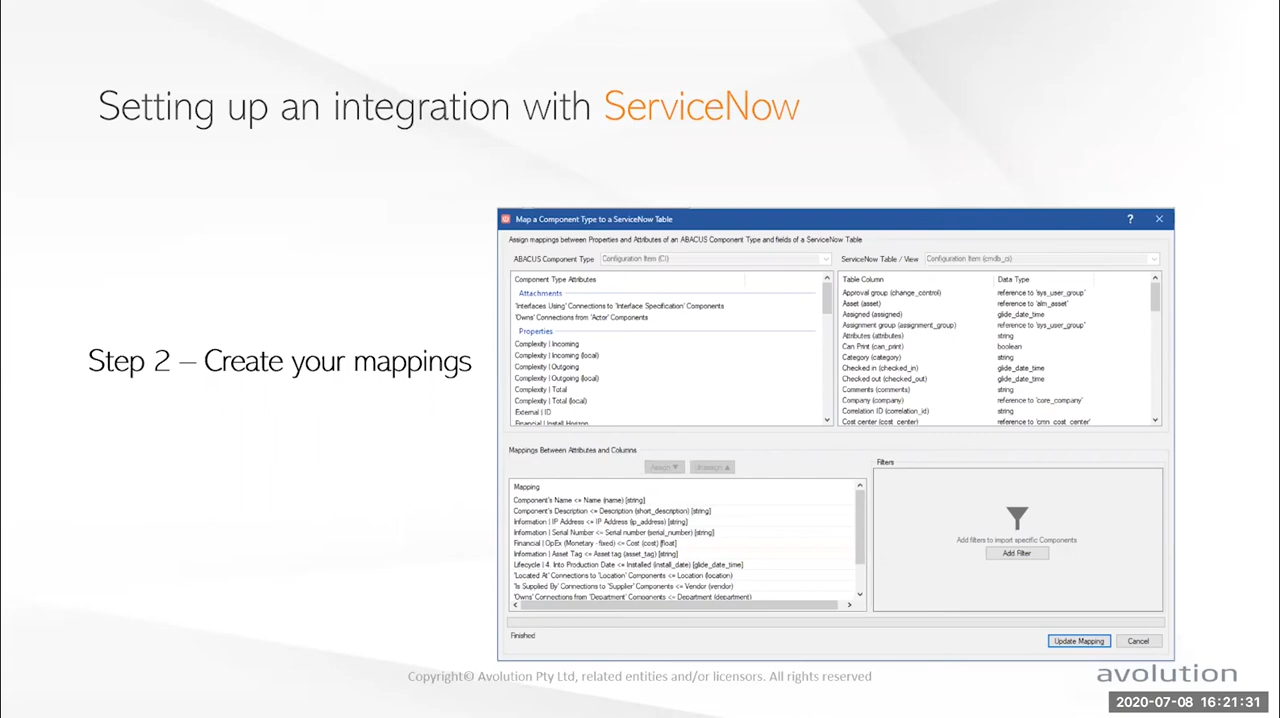 Setting up an integration with ServiceNow
Step 2 – Create your mappings
Map a Component Type to a ServiceNow Table
?
Assign mappings between Properties and Attributes of an ABACUS Component Type and fields of a ServiceNow Table
ABACUS Component Type Configuration Item (CI)
ServiceNow Table / View Configuration Item (cmdb_ci)
Component Type Attributes
Attachments
'Interfaces Using' Connections to 'Interface Specification' Components
'Owns' Connections from 'Actor' Components
Properties
Complexity | Incoming
Complexity | Incoming (local)
Complexity | Outgoing
Complexity | Outgoing (local)
Complexity | Total
Complexity | Total (local)
External | ID
Financial | Install Horizon
Table Column Data Type
Approval group (change_control) reference to 'sys_user_group'
Asset (asset) reference to 'alm_asset'
Assigned (assigned) glide_date_time
Assignment group (assignment_group) reference to 'sys_user_group'
Attributes (attributes) string
Can Print (can_print) boolean
Category (category) string
Checked in (checked_in) glide_date_time
Checked out (checked_out) glide_date_time
Comments (comments) string
Company (company) reference to 'core_company'
Correlation ID (correlation_id) string
Cost center (cost_center) reference to 'cmn_cost_center'
Mappings Between Attributes and Columns
Assign Unassign
Mapping
Component's Name <= Name (name) [string]
Component's Description <= Description (short_description) [string]
Information | IP Address <= IP Address (ip_address) [string]
Information | Serial Number <= Serial number (serial_number) [string]
Financial | OpEx (Monetary - fixed) <= Cost (cost) [float]
Information | Asset Tag <= Asset tag (asset_tag) [string]
Lifecycle | 4. Into Production Date <= Installed (install_date) [glide_date_time]
'Located At' Connections to 'Location' Components <= Location (location)
'Is Supplied By' Connections to 'Supplier' Components <= Vendor (vendor)
'Owns' Connections from 'Department' Components <= Department (department)
Filters
Add filters to import specific Components
Add Filter
Finished
Update Mapping Cancel
Copyright© Avolution Pty Ltd, related entities and/or licensors. All rights reserved
avolution
2020-07-08 16:21:31